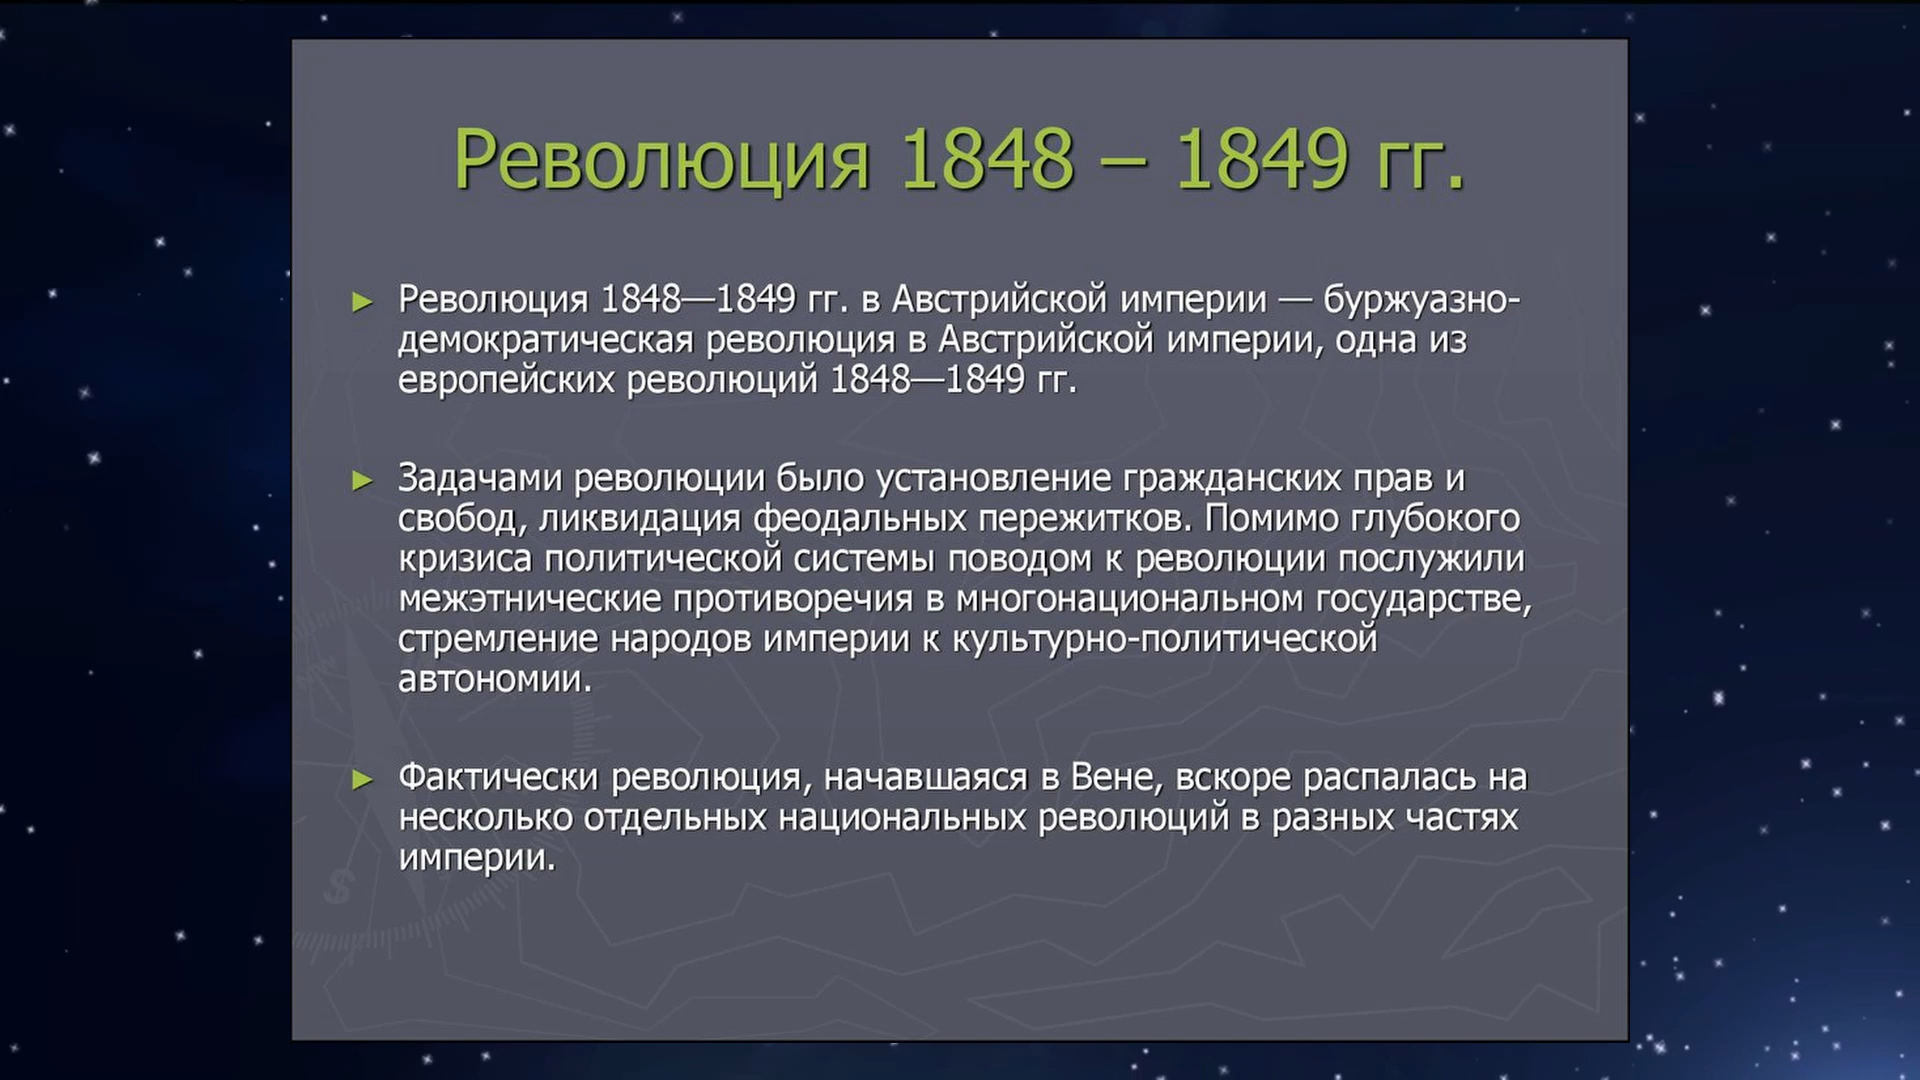 Революция 1848 – 1849 гг.
Революция 1848—1849 гг. в Австрийской империи — буржуазно-
демократическая революция в Австрийской империи, одна из
европейских революций 1848—1849 гг.
Задачами революции было установление гражданских прав и
свобод, ликвидация феодальных пережитков. Помимо глубокого
кризиса политической системы поводом к революции послужили
межэтнические противоречия в многонациональном государстве,
стремление народов империи к культурно-политической
автономии.
Фактически революция, начавшаяся в Вене, вскоре распалась на
несколько отдельных национальных революций в разных частях
империи.